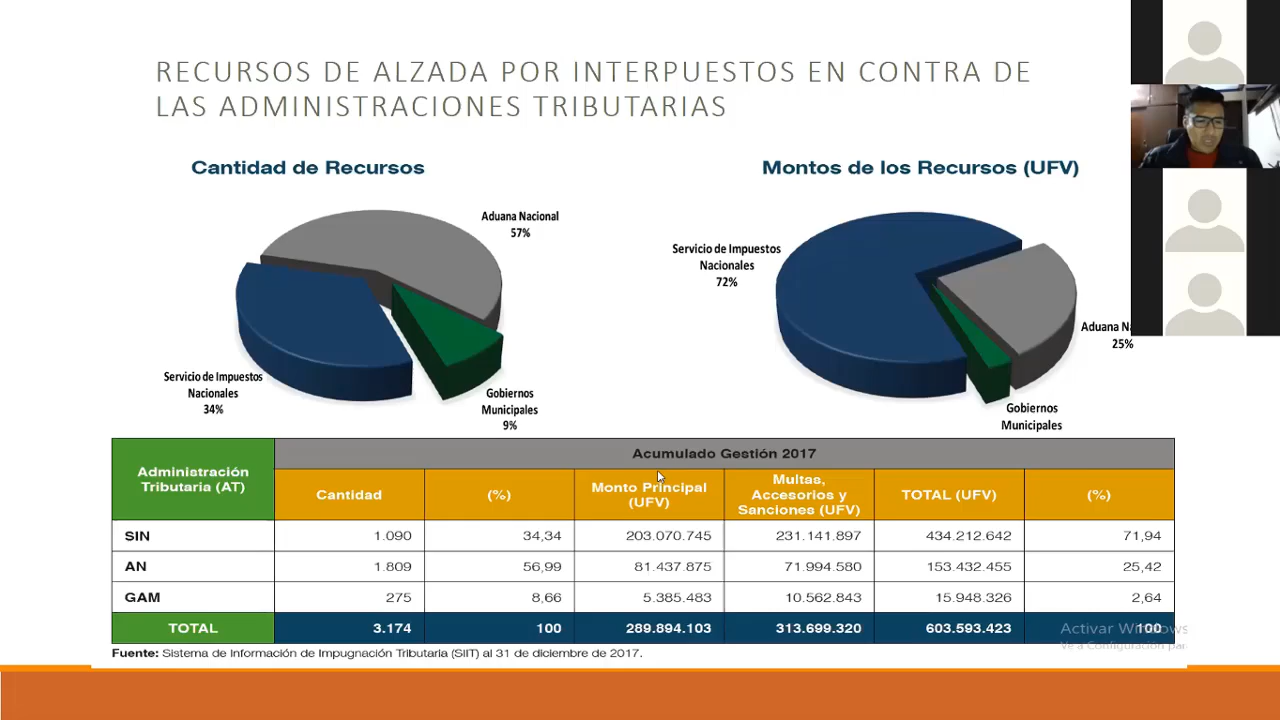 RECURSOS DE ALZADA POR INTERPUESTOS EN CONTRA DE
LAS ADMINISTRACIONES TRIBUTARIAS
Cantidad de Recursos
Aduana Nacional
57%
Servicio de Impuestos
Nacionales
34%
Gobiernos
Municipales
9%
Montos de los Recursos (UFV)
Servicio de Impuestos
Nacionales
72%
Aduana
25%
Gobiernos
Municipales
Administración
Tributaria (AT)
Acumulado Gestión 2017
Cantidad
(%)
Monto Principal
(UFV)
Multas,
Accesorios y
Sanciones (UFV)
TOTAL (UFV)
(%)
SIN 1.090 34,34 203.070.745 231.141.897 434.212.642 71,94
AN 1.809 56,99 81.437.875 71.994.580 153.432.455 25,42
GAM 275 8,66 5.385.483 10.562.843 15.948.326 2,64
TOTAL 3.174 100 289.894.103 313.699.320 603.593.423 100
Activar Windows
Ve a Configuración par
Fuente: Sistema de Información de Impugnación Tributaria (SIIT) al 31 de diciembre de 2017.